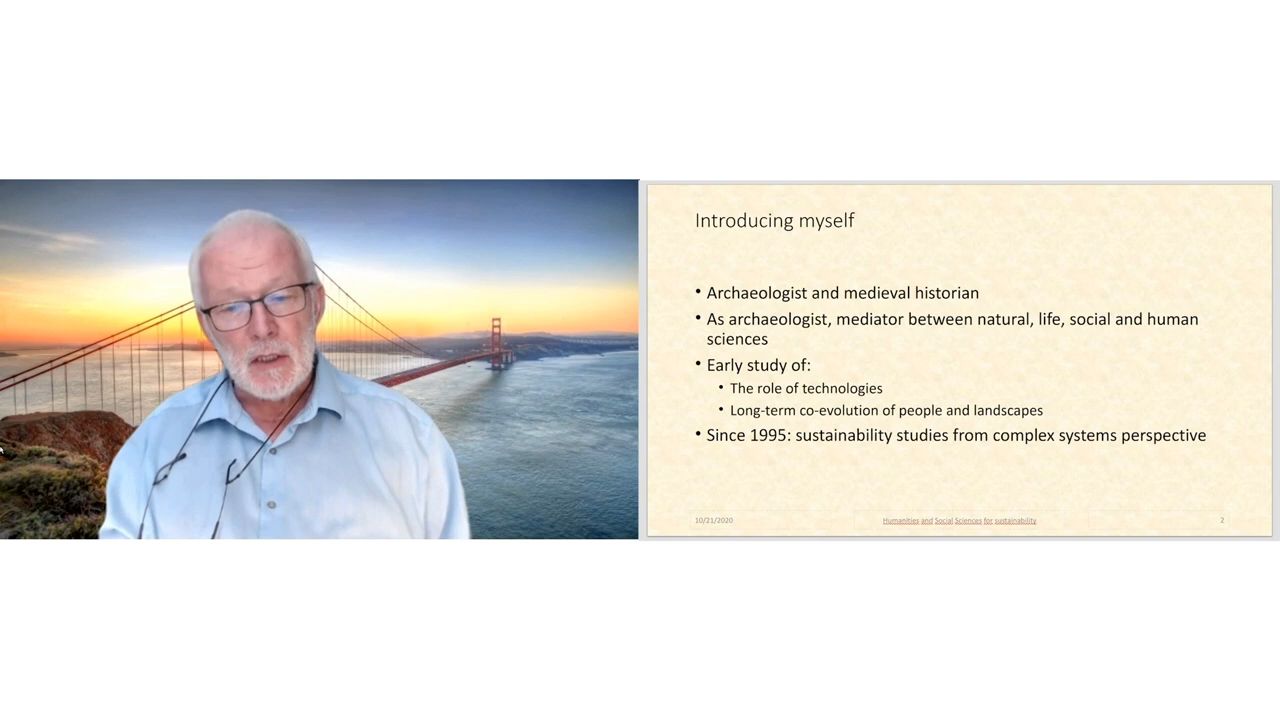 Introducing myself
• Archaeologist and medieval historian
• As archaeologist, mediator between natural, life, social and human
sciences
• Early study of:
• The role of technologies
• Long-term co-evolution of people and landscapes
• Since 1995: sustainability studies from complex systems perspective
10/21/2020
Humanities and Social Sciences for sustainability
2